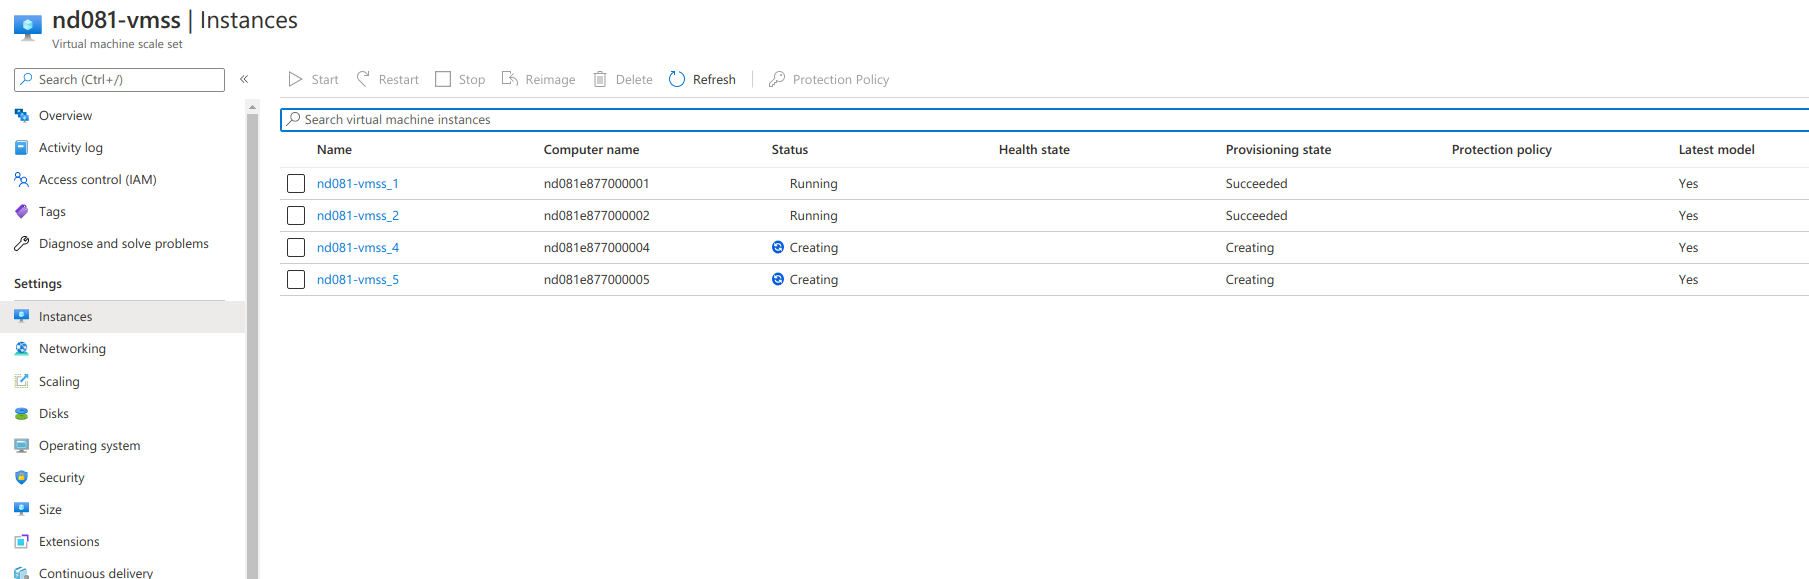 nd081-vmss | Instances
Virtual machine scale set
Search (Ctrl+/)
«
Start Restart Stop Reimage Delete Refresh Protection Policy
Overview
Activity log
Access control (IAM)
Tags
Diagnose and solve problems
Settings
Instances
Networking
Scaling
Disks
Operating system
Security
Size
Extensions
Continuous delivery
Search virtual machine instances
Name Computer name Status Health state Provisioning state Protection policy Latest model
nd081-vmss_1 nd081e877000001 Running Succeeded Yes
nd081-vmss_2 nd081e877000002 Running Succeeded Yes
nd081-vmss_4 nd081e877000004 Creating Creating Yes
nd081-vmss_5 nd081e877000005 Creating Creating Yes